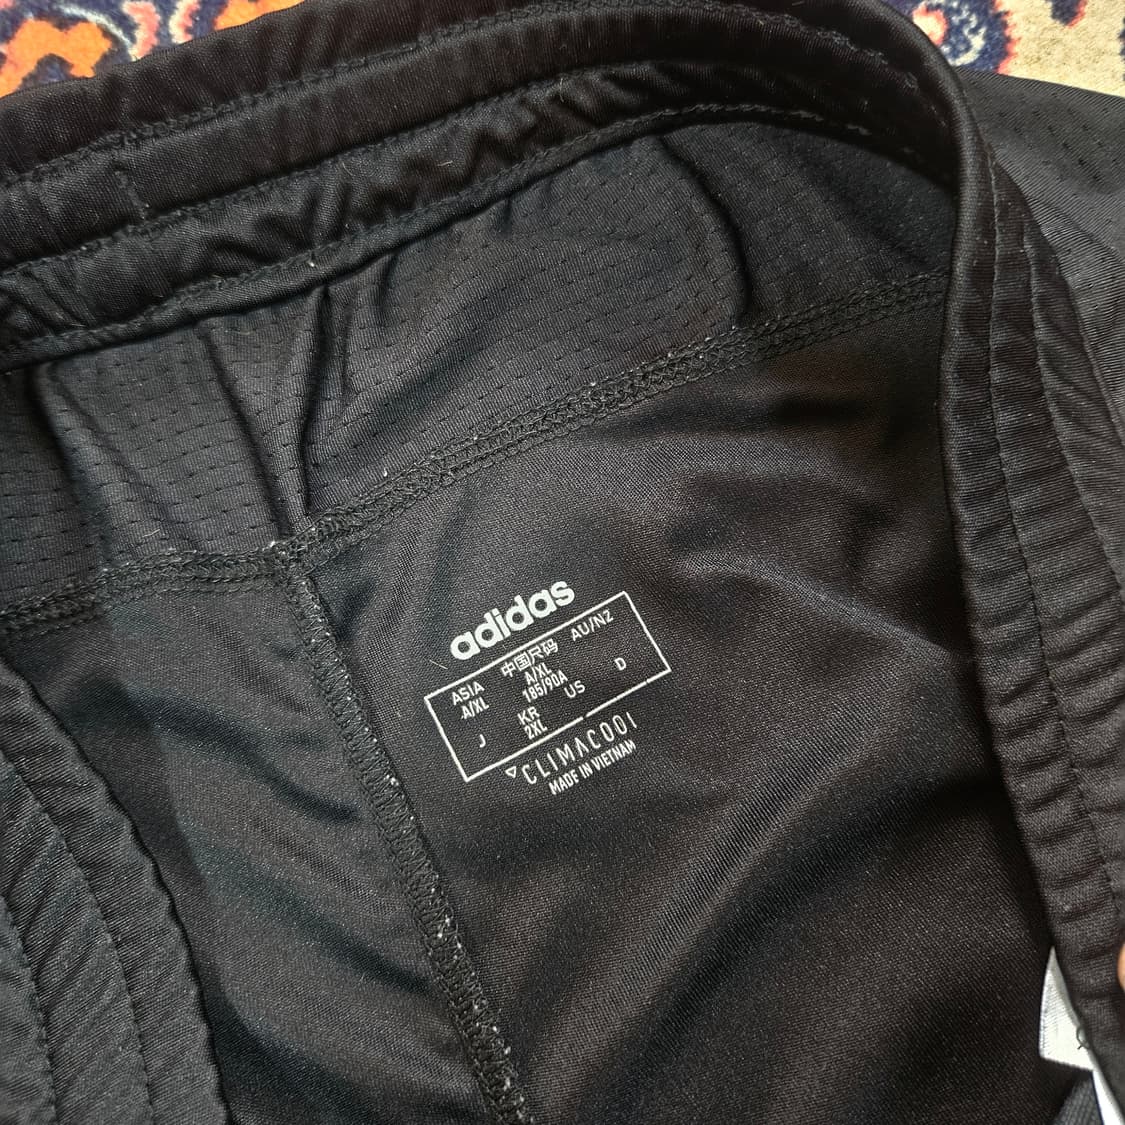 adidas
ASIA 中国尺码 AU/NZ
A/XL A/XL
185/90A
J KR US D
2XL
CLIMACOOL
MADE IN VIETNAM